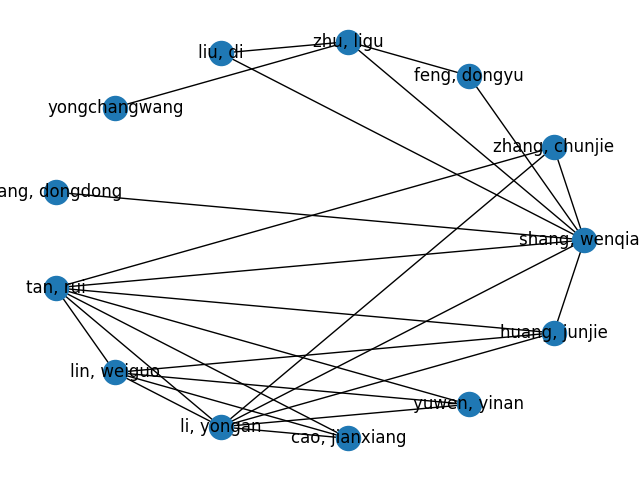 zhu, ligu
liu, di
feng, dongyu
yongchangwang
zhang, chunjie
ang, dongdong
shang, wenqia
tan, rui
huang, junjie
lin, weiguo
yuwen, yinan
li, yongan
cao, jianxiang